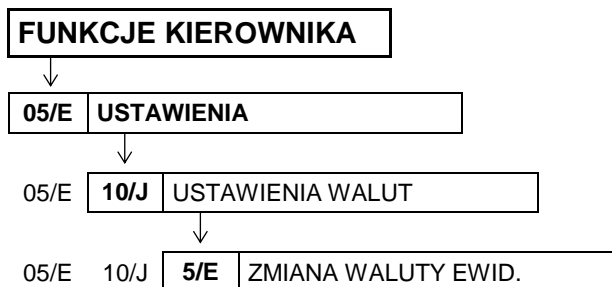 FUNKCJE KIEROWNIKA
05/E USTAWIENIA
05/E 10/J USTAWIENIA WALUT
05/E 10/J 5/E ZMIANA WALUTY EWID.